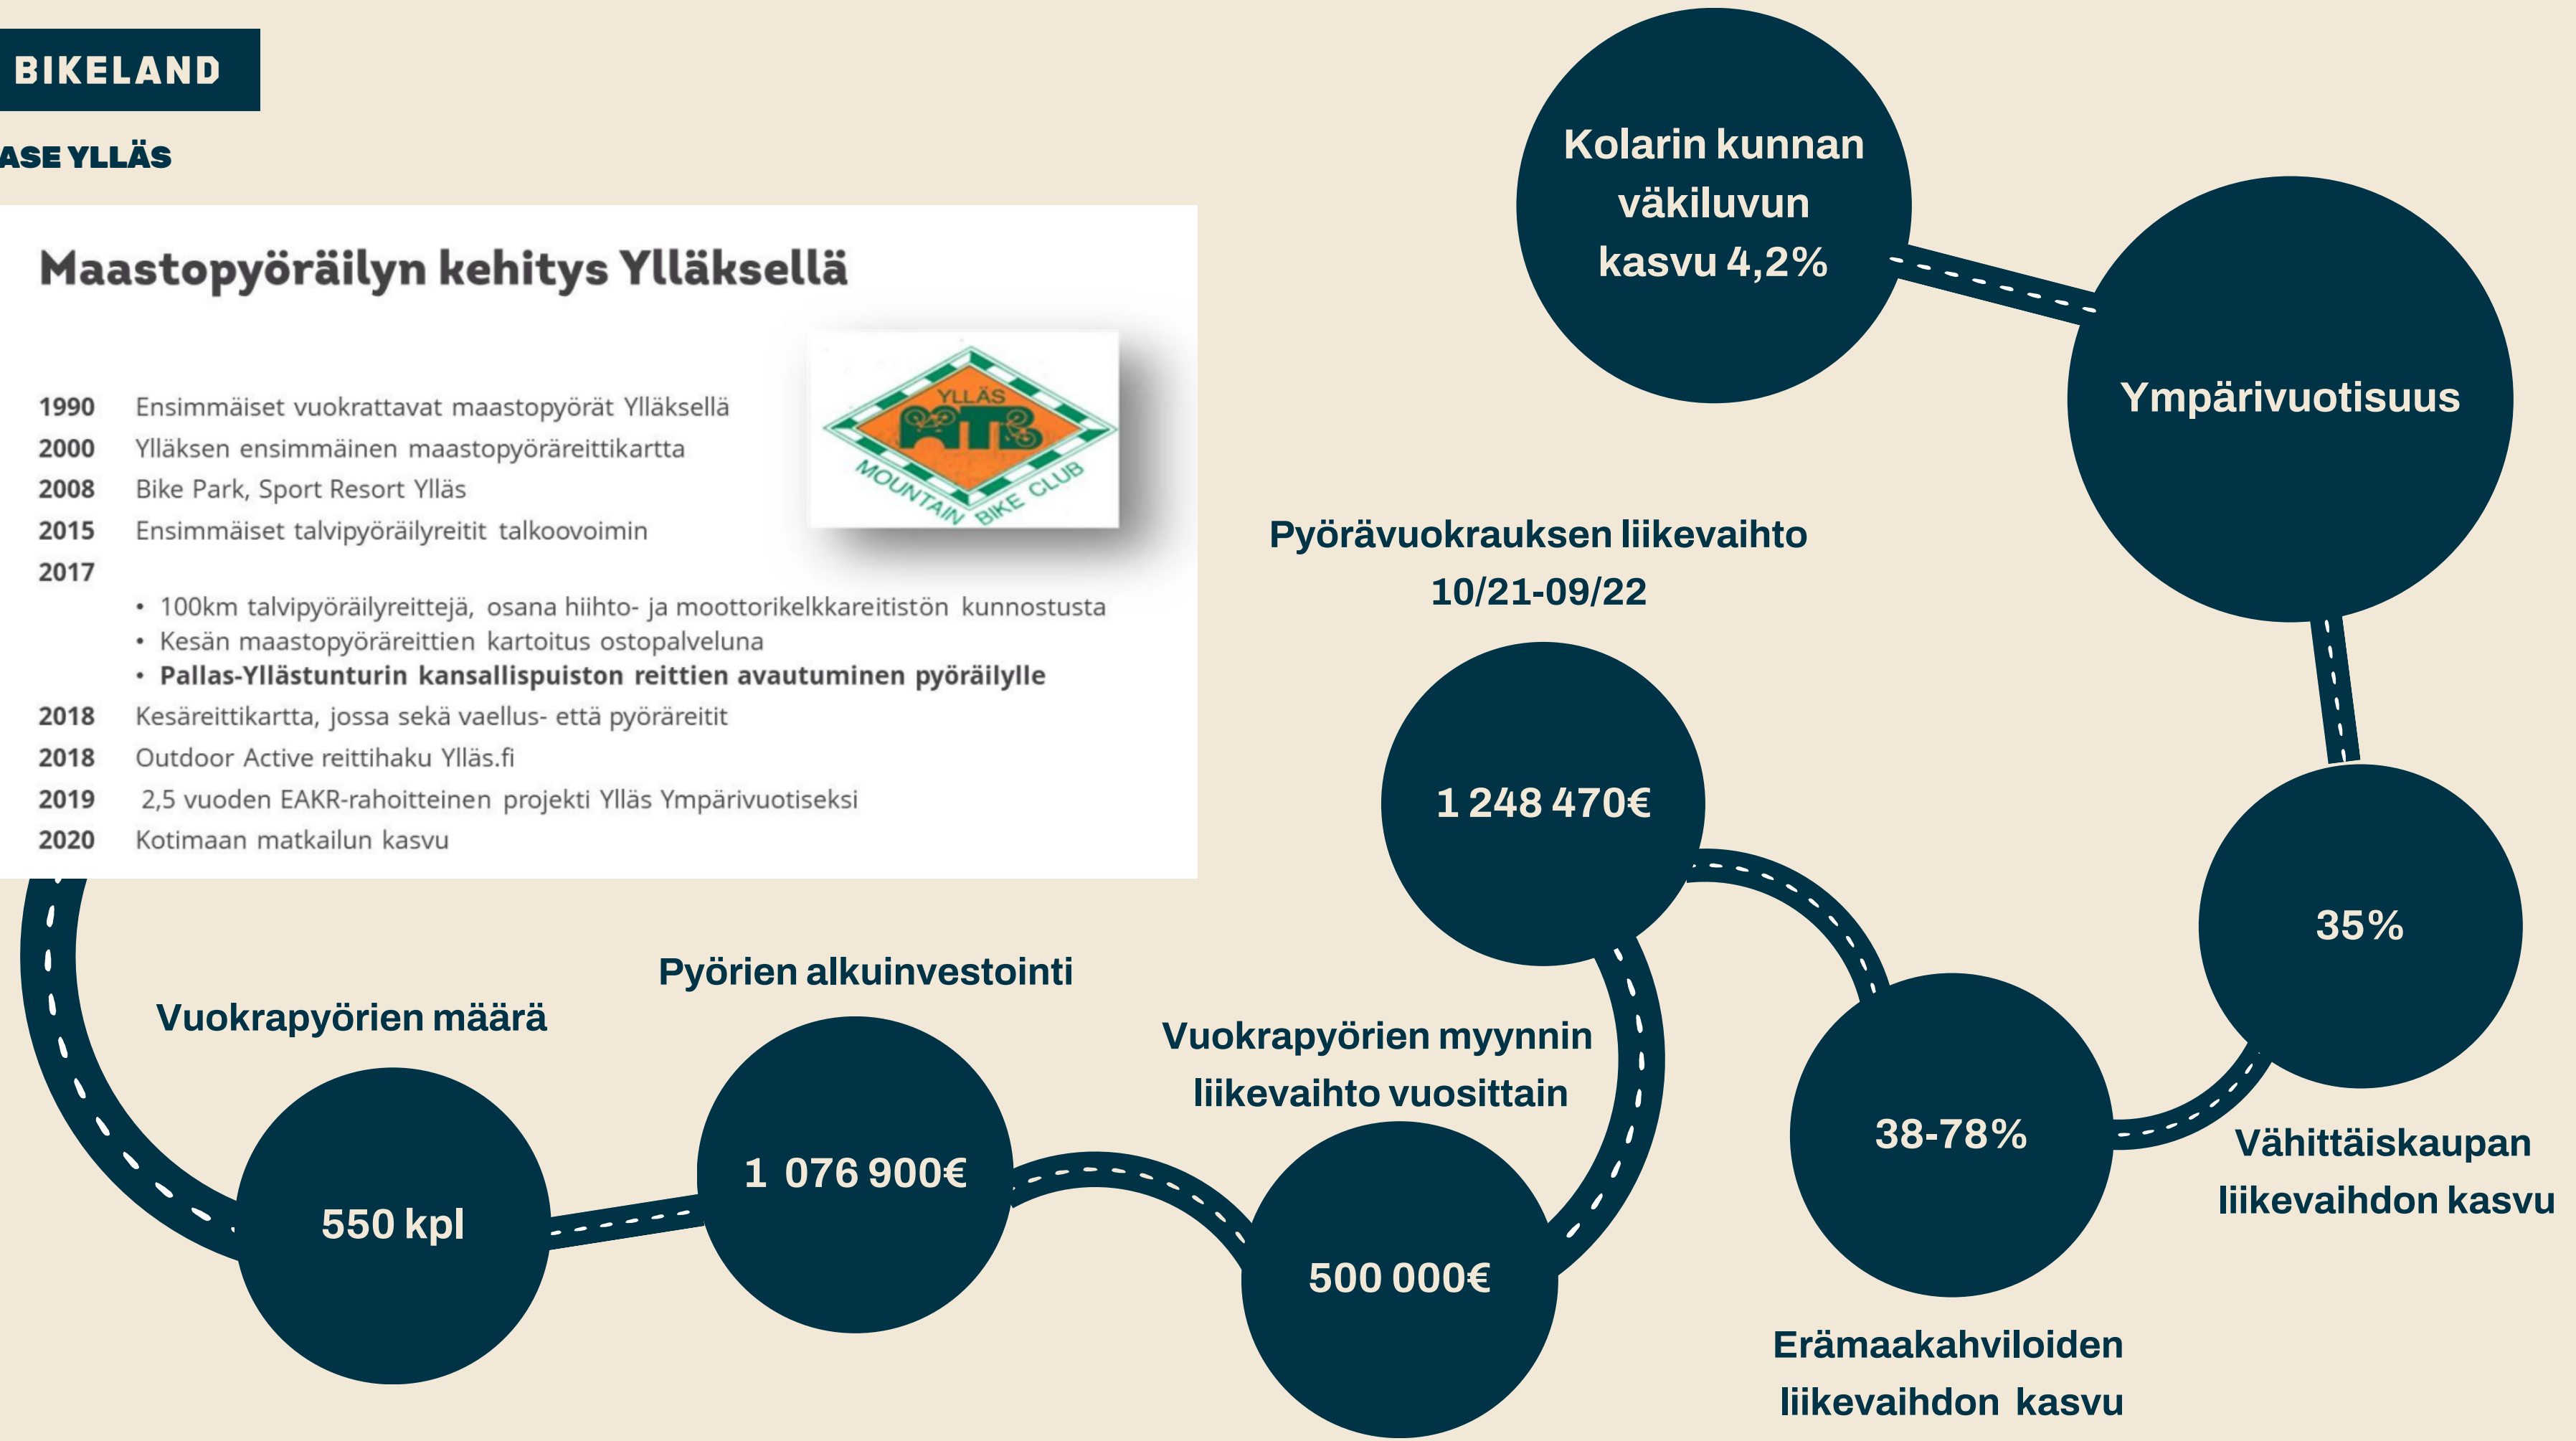 BIKELAND
ASE YLLÄS
Maastopyöräilyn kehitys Ylläksellä
1990 Ensimmäiset vuokrattavat maastopyörät Ylläksellä
2000 Ylläksen ensimmäinen maastopyöräreittikartta
2008 Bike Park, Sport Resort Ylläs
2015 Ensimmäiset talvipyöräilyreitit talkoovoimin
2017
• 100km talvipyöräilyreittejä, osana hiihto- ja moottorikelkkareitistön kunnostusta
• Kesän maastopyöräreittien kartoitus ostopalveluna
• Pallas-Yllästunturin kansallispuiston reittien avautuminen pyöräilylle
2018 Kesäreittikartta, jossa sekä vaellus- että pyöräreitit
2018 Outdoor Active reittihaku Ylläs.fi
2019 2,5 vuoden EAKR-rahoitteinen projekti Ylläs Ympärivuotiseksi
2020 Kotimaan matkailun kasvu
YLLÄS
MTB
MOUNTAIN BIKE CLUB
Vuokrapyörien määrä
550 kpl
Pyörien alkuinvestointi
1 076 900€
Vuokrapyörien myynnin
liikevaihto vuosittain
500 000€
Pyörävuokrauksen liikevaihto
10/21-09/22
1 248 470€
38-78%
Erämaakahviloiden
liikevaihdon kasvu
35%
Vähittäiskaupan
liikevaihdon kasvu
Ympärivuotisuus
Kolarin kunnan
väkiluvun
kasvu 4,2%